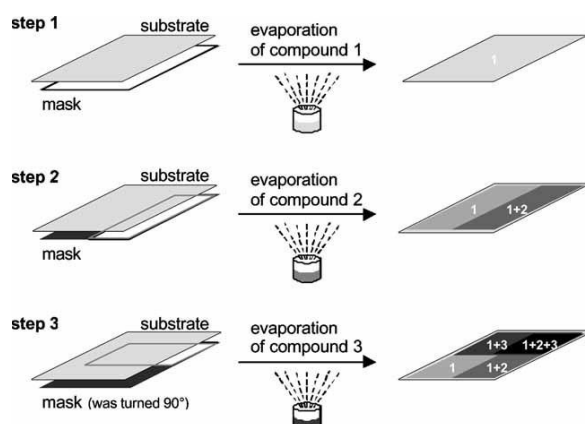 step 1
substrate
evaporation
of compound 1
mask
1
step 2
substrate
evaporation
of compound 2
mask
1
1+2
step 3
substrate
evaporation
of compound 3
mask (was turned 90°)
1+3 1+2+3
1 1+2